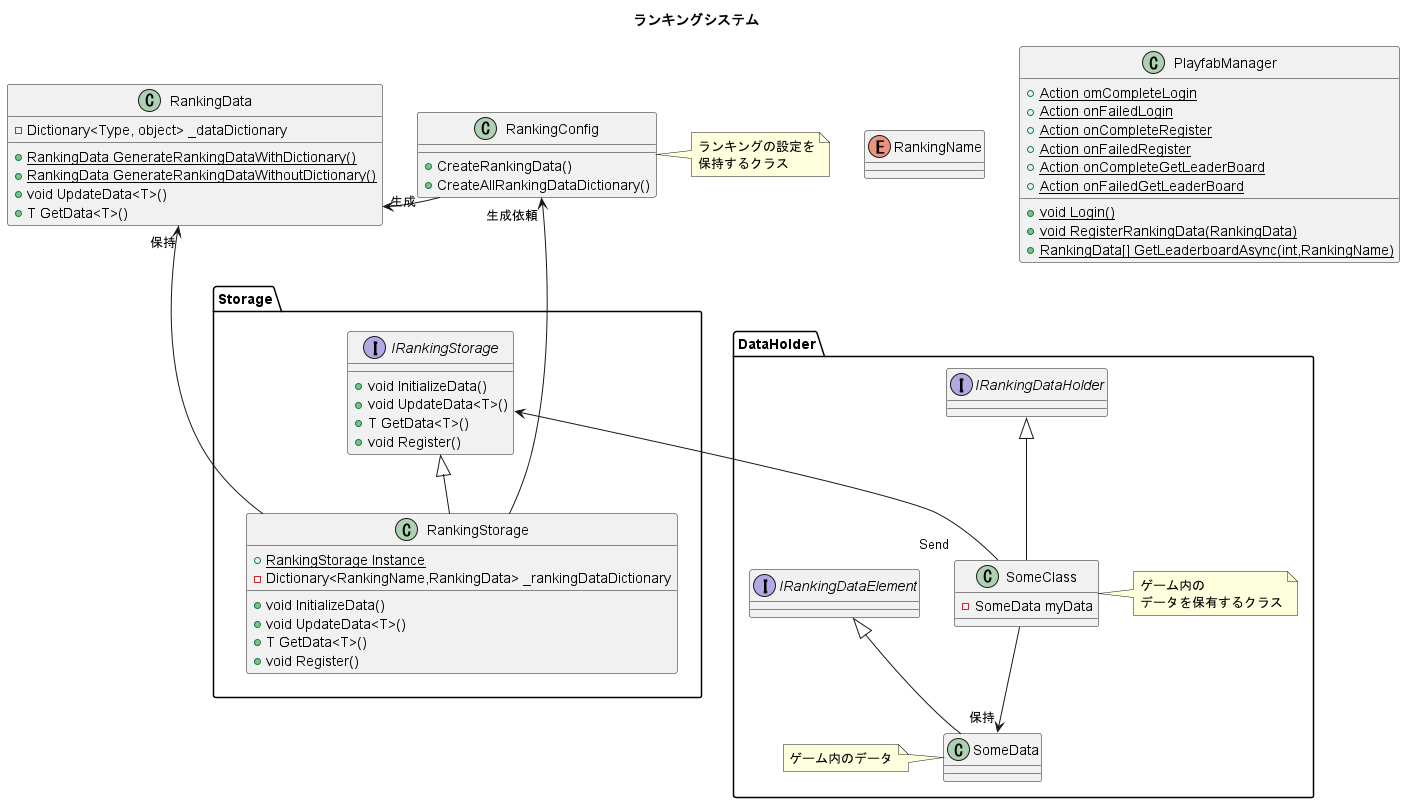 ランキングシステム
C RankingData
Dictionary<Type, object> _dataDictionary
RankingData GenerateRankingDataWithDictionary()
RankingData GenerateRankingDataWithoutDictionary()
void UpdateData<T>()
T GetData<T>()
C RankingConfig
CreateRankingData()
CreateAllRankingDataDictionary()
ランキングの設定を
保持するクラス
E RankingName
C PlayfabManager
Action omCompleteLogin
Action onFailedLogin
Action onCompleteRegister
Action onFailedRegister
Action onCompleteGetLeaderBoard
Action onFailedGetLeaderBoard
void Login()
void RegisterRankingData(RankingData)
RankingData[] GetLeaderboardAsync(int,RankingName)
生成
保持
生成依頼
Storage
I IRankingStorage
void InitializeData()
void UpdateData<T>()
T GetData<T>()
void Register()
C RankingStorage
RankingStorage Instance
Dictionary<RankingName,RankingData> _rankingDataDictionary
void InitializeData()
void UpdateData<T>()
T GetData<T>()
void Register()
DataHolder
I IRankingDataHolder
Send
I IRankingDataElement
C SomeClass
SomeData myData
ゲーム内の
データを保有するクラス
保持
C SomeData
ゲーム内のデータ